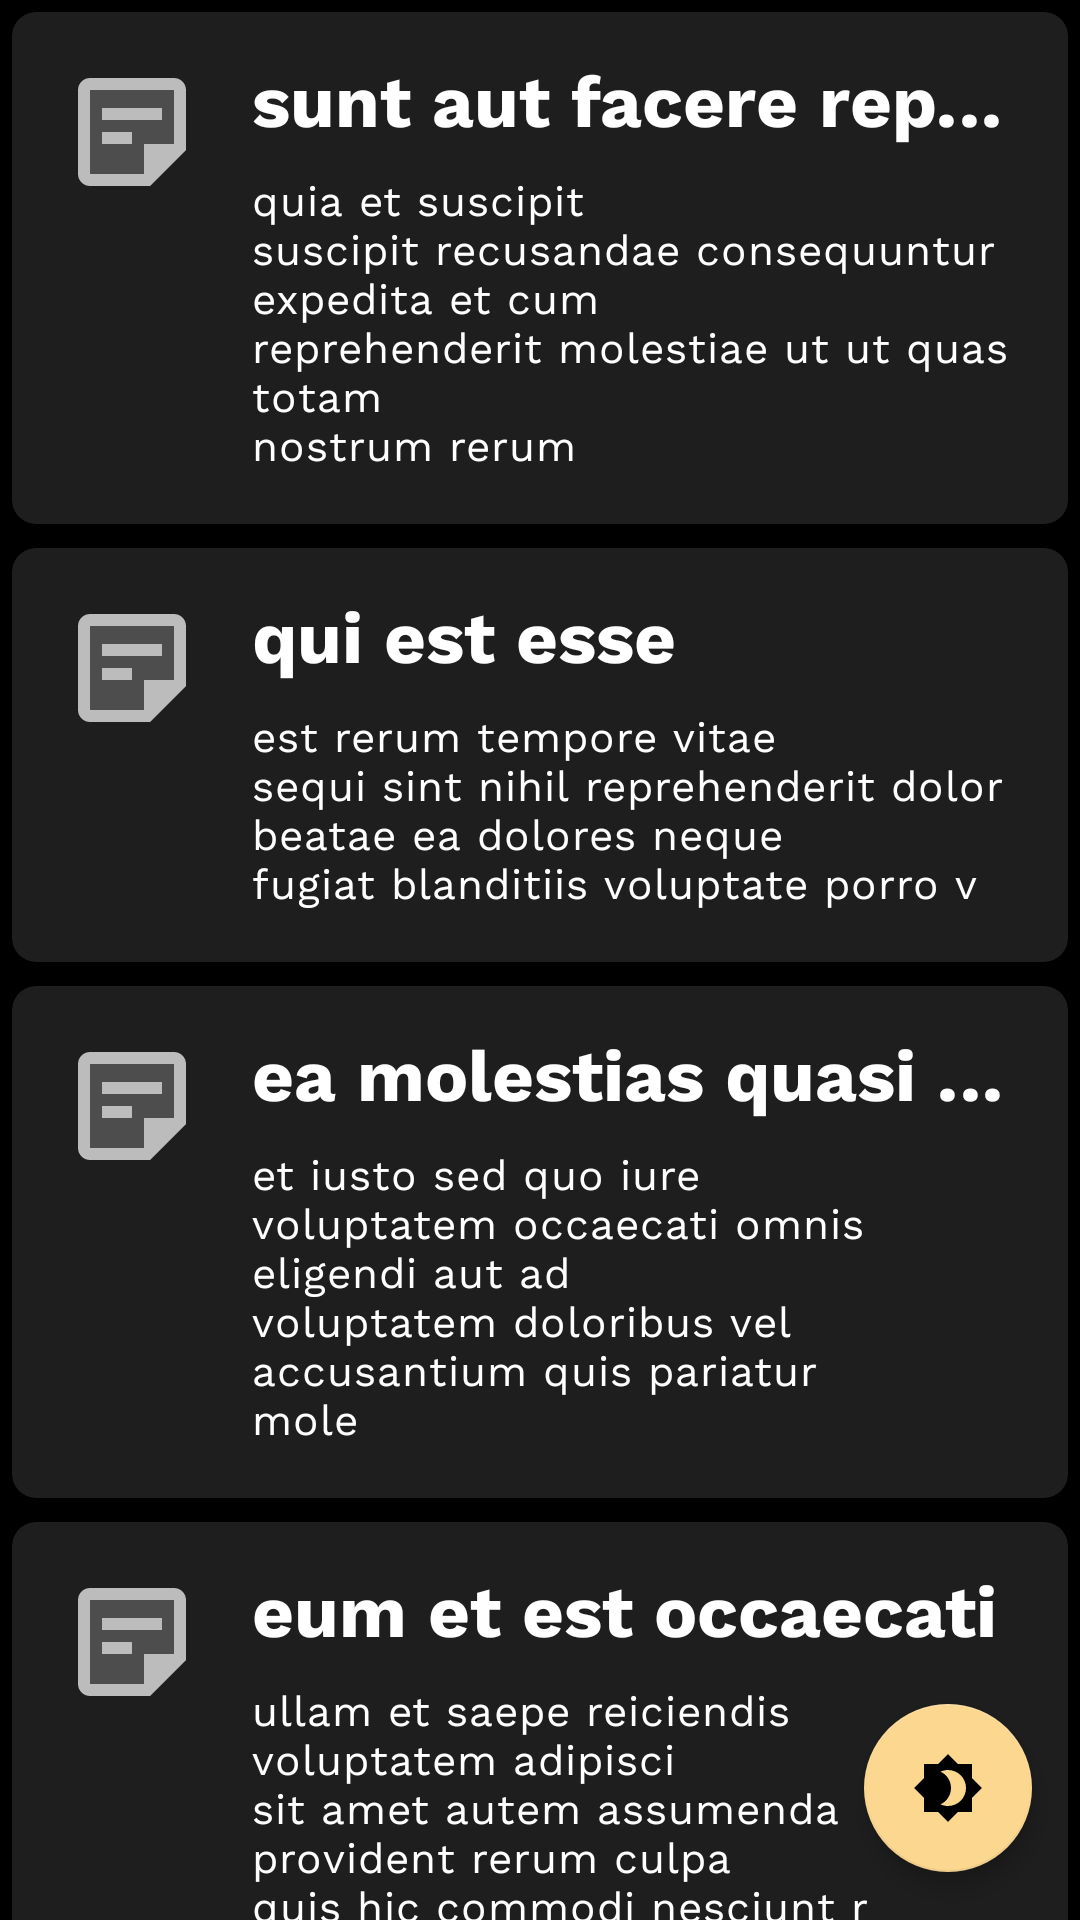 sunt aut facere rep...
quia et suscipit
suscipit recusandae consequuntur
expedita et cum
reprehenderit molestiae ut ut quas
totam
nostrum rerum
qui est esse
est rerum tempore vitae
sequi sint nihil reprehenderit dolor
beatae ea dolores neque
fugiat blanditiis voluptate porro v
ea molestias quasi ...
et iusto sed quo iure
voluptatem occaecati omnis
eligendi aut ad
voluptatem doloribus vel
accusantium quis pariatur
mole
eum et est occaecati
ullam et saepe reiciendis
voluptatem adipisci
sit amet autem assumenda
provident rerum culpa
quis hic commodi nesciunt r